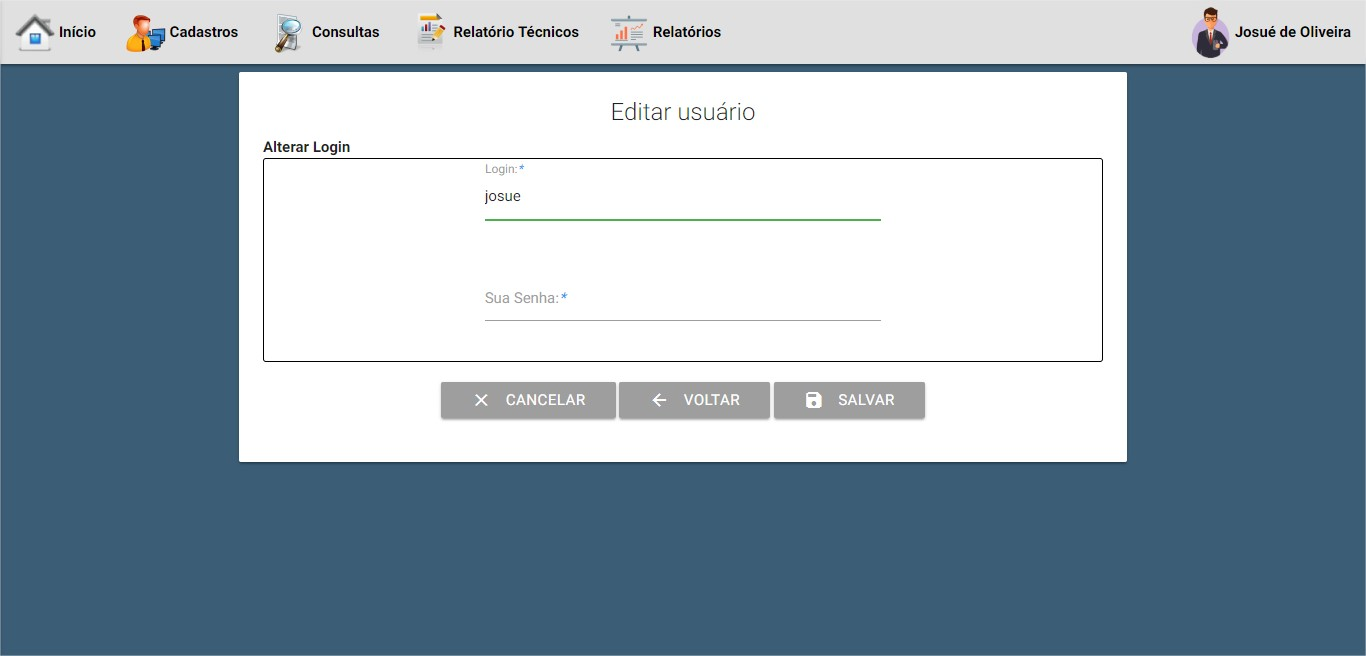 Início Cadastros Consultas Relatório Técnicos Relatórios Josué de Oliveira
Editar usuário
Alterar Login
Login:*
josue
Sua Senha:*
CANCELAR VOLTAR SALVAR